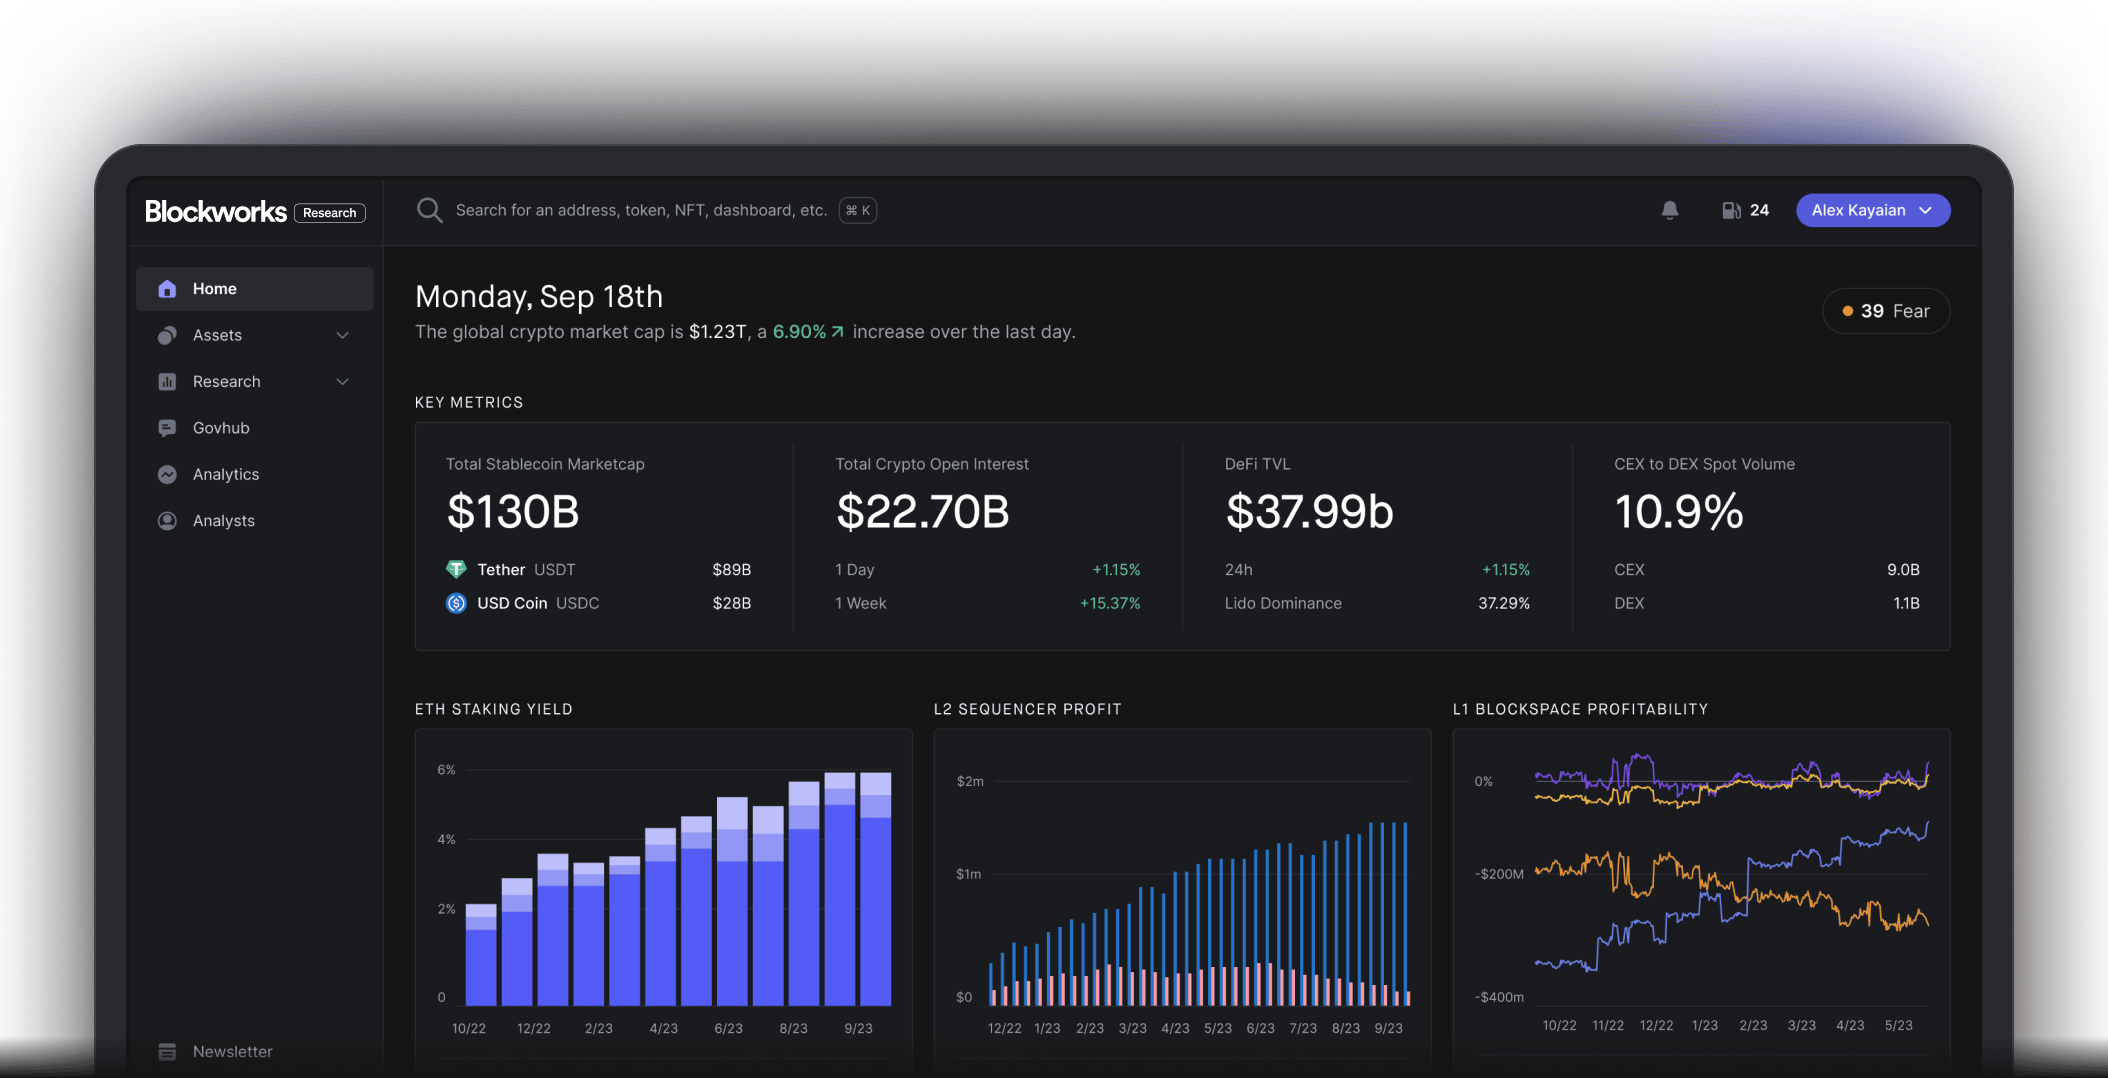 Blockworks Research
Search for an address, token, NFT, dashboard, etc. ⌘ K
24
Alex Kayaian
Home
Assets
Research
Govhub
Analytics
Analysts
Newsletter
Monday, Sep 18th
The global crypto market cap is $1.23T, a 6.90% ↗ increase over the last day.
39 Fear
KEY METRICS
Total Stablecoin Marketcap
$130B
Tether USDT $89B
USD Coin USDC $28B
Total Crypto Open Interest
$22.70B
1 Day +1.15%
1 Week +15.37%
DeFi TVL
$37.99b
24h +1.15%
Lido Dominance 37.29%
CEX to DEX Spot Volume
10.9%
CEX 9.0B
DEX 1.1B
ETH STAKING YIELD
6%
4%
2%
0
10/22 12/22 2/23 4/23 6/23 8/23 9/23
L2 SEQUENCER PROFIT
$2m
$1m
$0
12/22 1/23 2/23 3/23 4/23 5/23 6/23 7/23 8/23 9/23
L1 BLOCKSPACE PROFITABILITY
0%
-$200M
-$400m
10/22 11/22 12/22 1/23 2/23 3/23 4/23 5/23